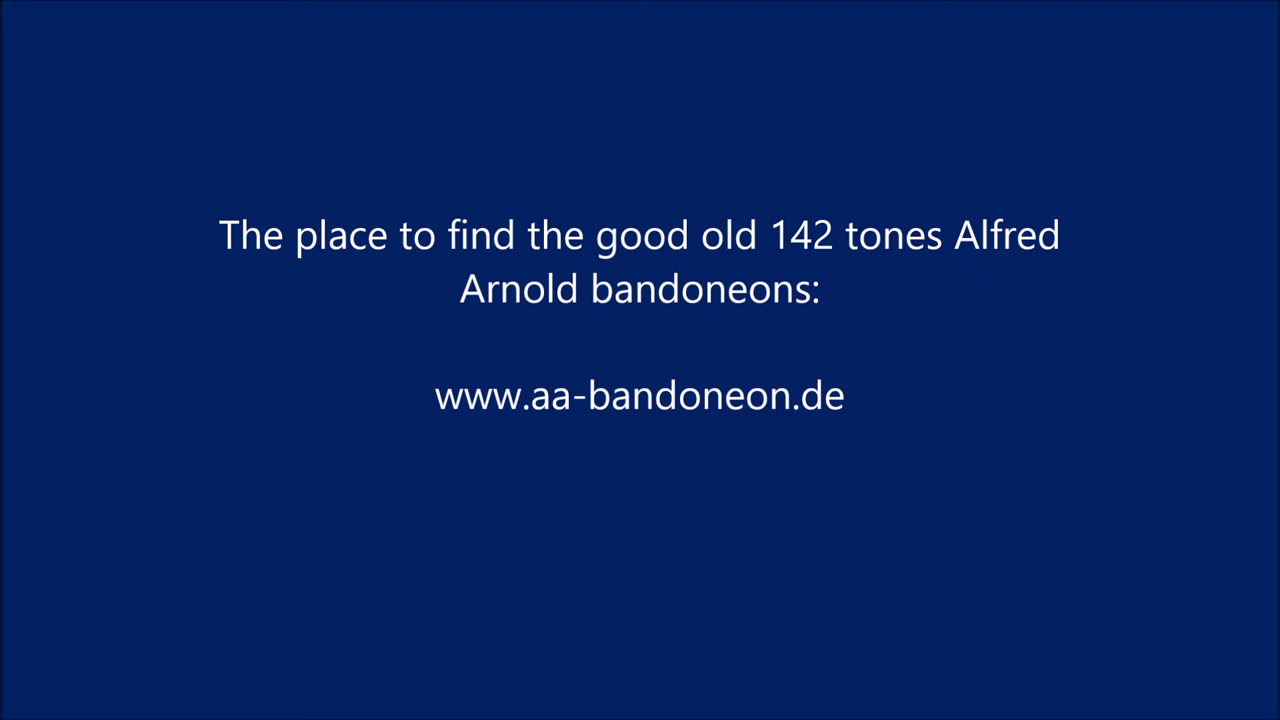 The place to find the good old 142 tones Alfred
Arnold bandoneons:
www.aa-bandoneon.de